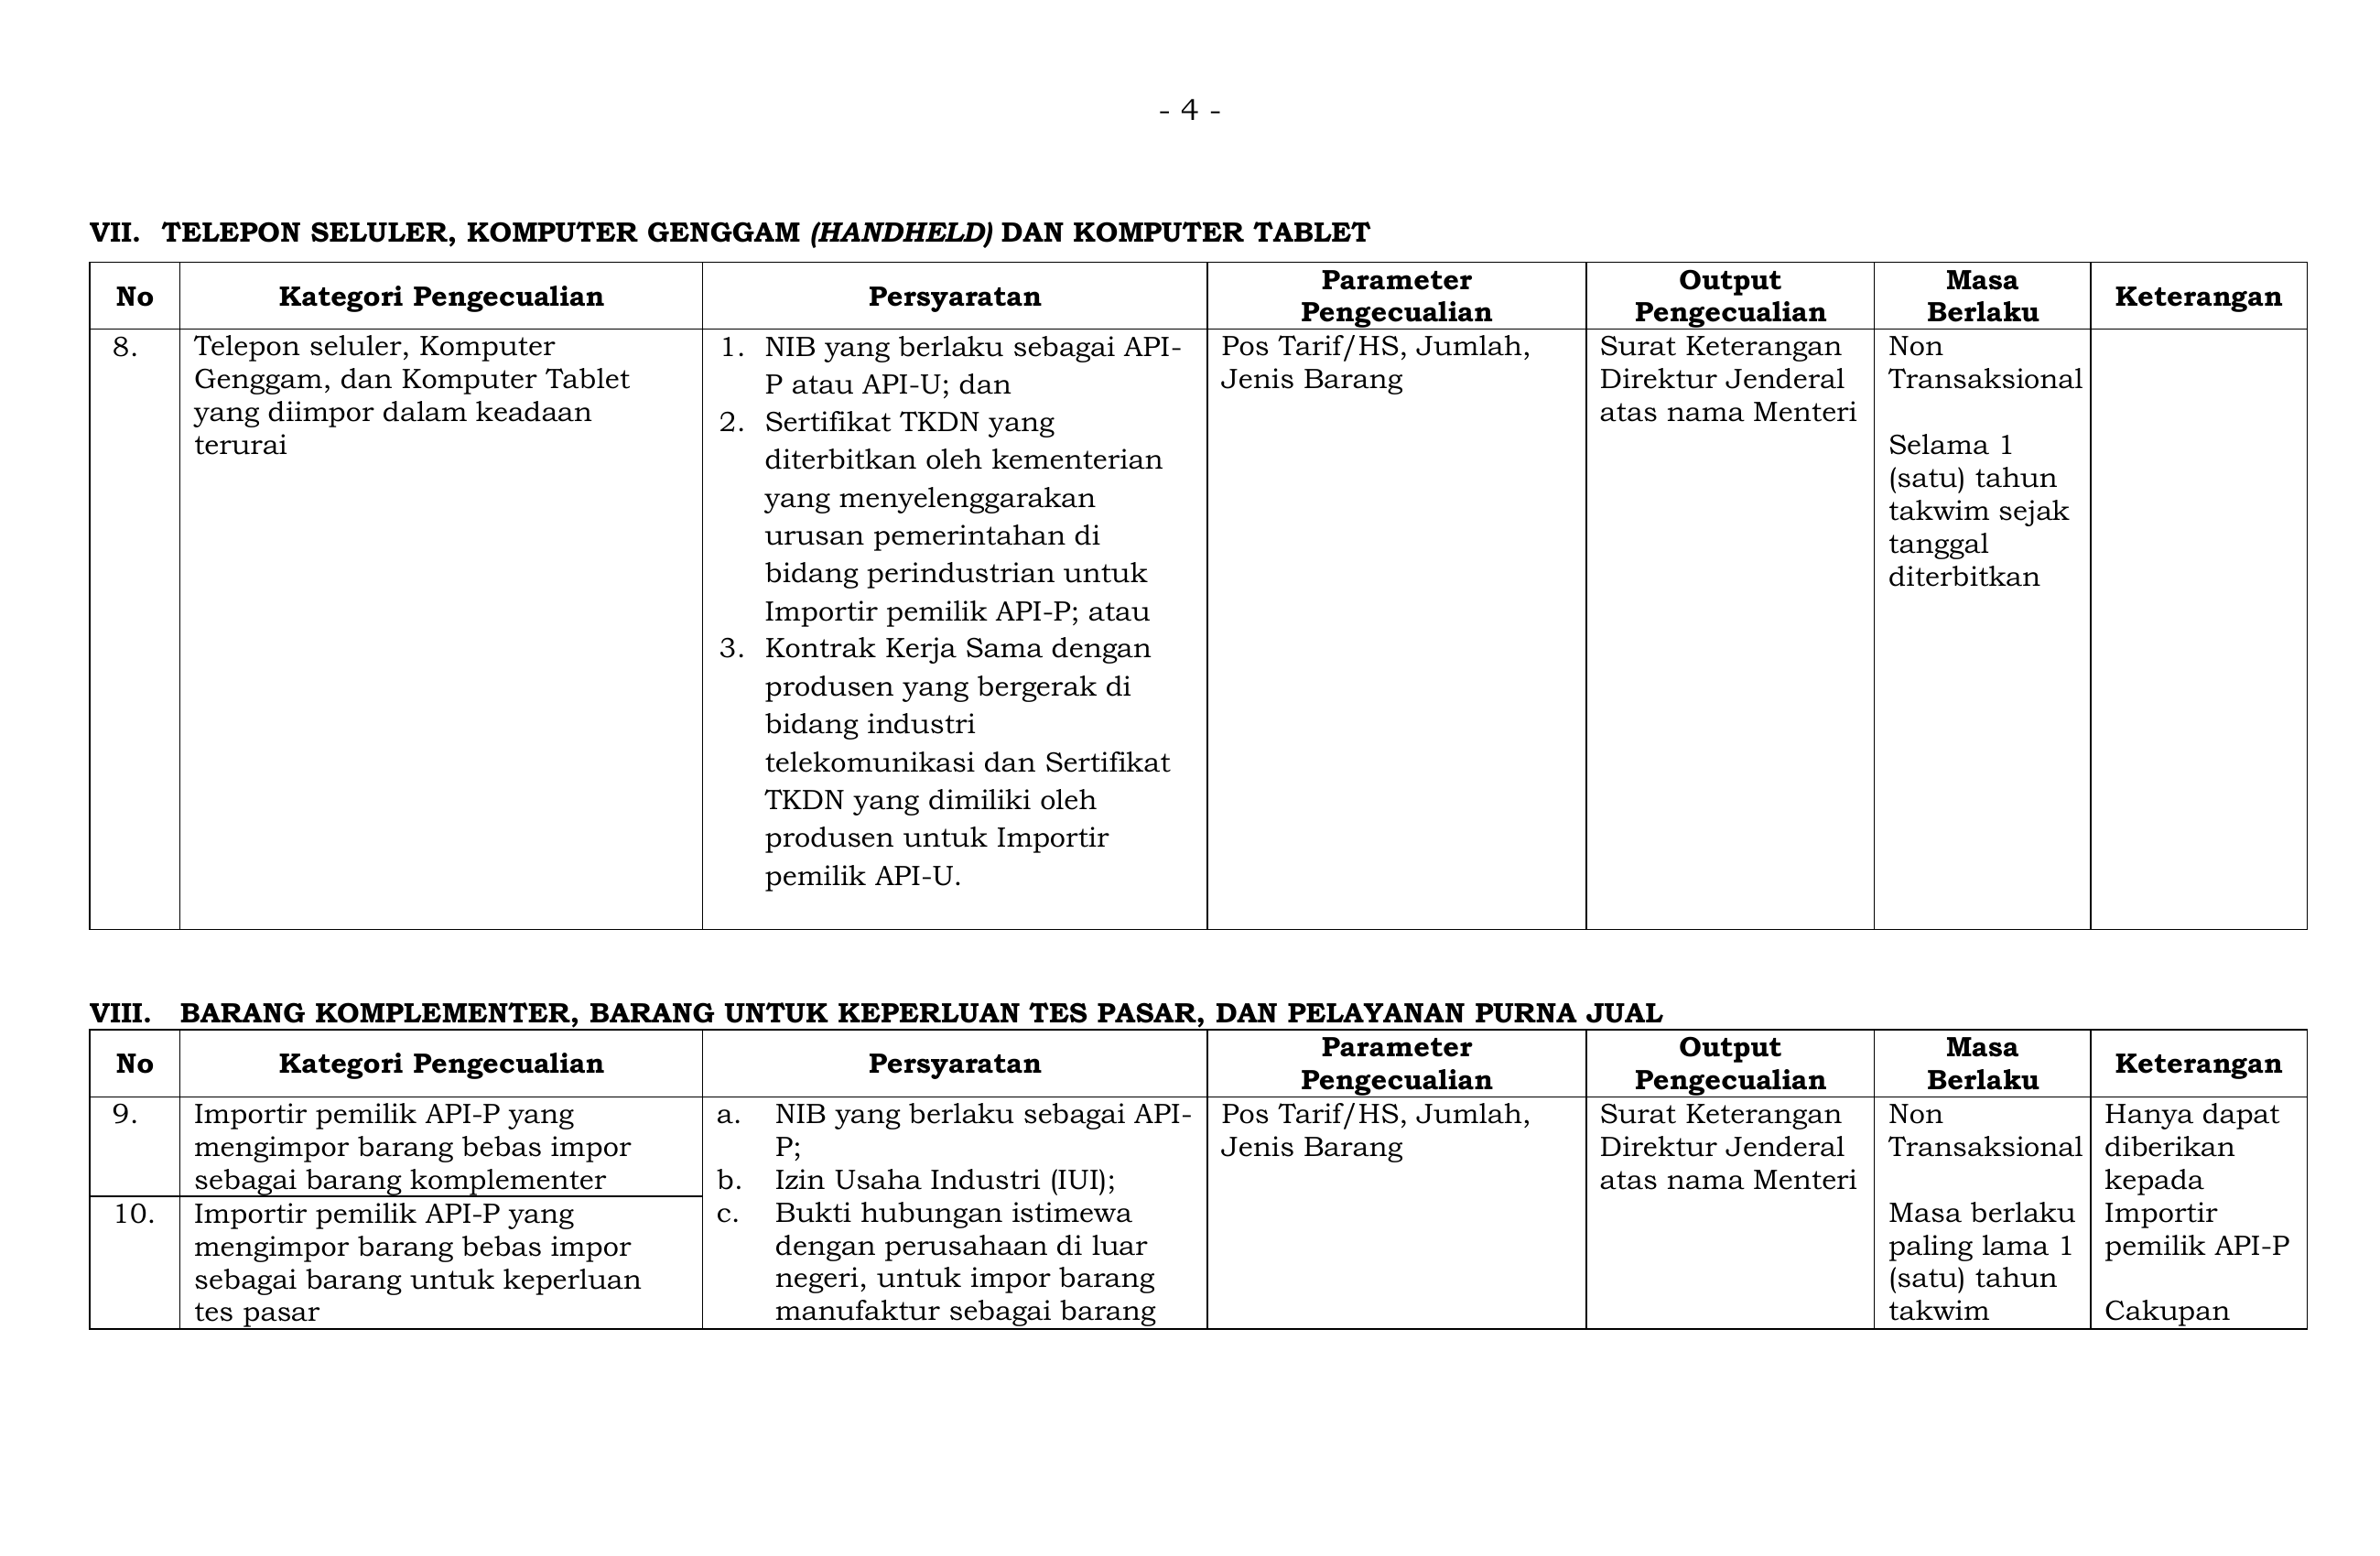 - 4 -
VII. TELEPON SELULER, KOMPUTER GENGGAM (HANDHELD) DAN KOMPUTER TABLET
No
Kategori Pengecualian
Persyaratan
Parameter
Pengecualian
Output
Pengecualian
Masa
Berlaku
Keterangan
8.
Telepon seluler, Komputer
Genggam, dan Komputer Tablet
yang diimpor dalam keadaan
terurai
1. NIB yang berlaku sebagai API-
P atau API-U; dan
2. Sertifikat TKDN yang
diterbitkan oleh kementerian
yang menyelenggarakan
urusan pemerintahan di
bidang perindustrian untuk
Importir pemilik API-P; atau
3. Kontrak Kerja Sama dengan
produsen yang bergerak di
bidang industri
telekomunikasi dan Sertifikat
TKDN yang dimiliki oleh
produsen untuk Importir
pemilik API-U.
Pos Tarif/HS, Jumlah,
Jenis Barang
Surat Keterangan
Direktur Jenderal
atas nama Menteri
Non
Transaksional
Selama 1
(satu) tahun
takwim sejak
tanggal
diterbitkan
VIII. BARANG KOMPLEMENTER, BARANG UNTUK KEPERLUAN TES PASAR, DAN PELAYANAN PURNA JUAL
No
Kategori Pengecualian
Persyaratan
Parameter
Pengecualian
Output
Pengecualian
Masa
Berlaku
Keterangan
9.
Importir pemilik API-P yang
mengimpor barang bebas impor
sebagai barang komplementer
10.
Importir pemilik API-P yang
mengimpor barang bebas impor
sebagai barang untuk keperluan
tes pasar
a. NIB yang berlaku sebagai API-
P;
b. Izin Usaha Industri (IUI);
c. Bukti hubungan istimewa
dengan perusahaan di luar
negeri, untuk impor barang
manufaktur sebagai barang
Pos Tarif/HS, Jumlah,
Jenis Barang
Surat Keterangan
Direktur Jenderal
atas nama Menteri
Non
Transaksional
Masa berlaku
paling lama 1
(satu) tahun
takwim
Hanya dapat
diberikan
kepada
Importir
pemilik API-P
Cakupan